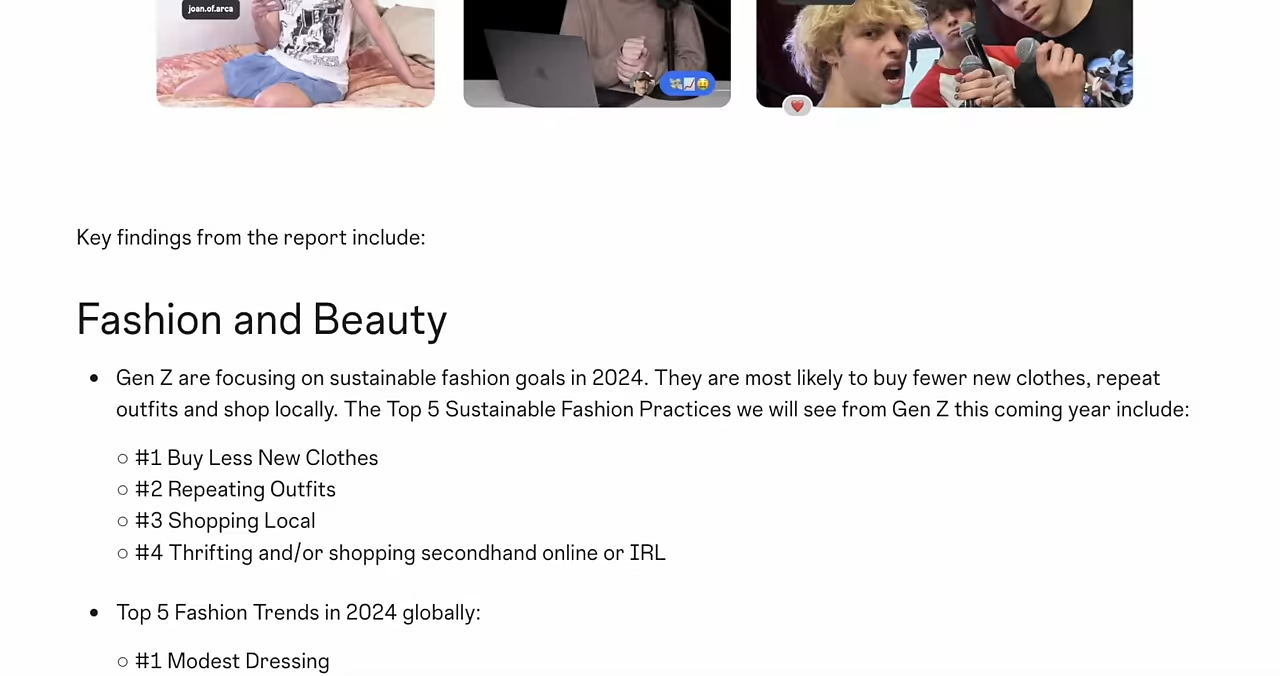 joan.of.arca
Key findings from the report include:
Fashion and Beauty
• Gen Z are focusing on sustainable fashion goals in 2024. They are most likely to buy fewer new clothes, repeat
outfits and shop locally. The Top 5 Sustainable Fashion Practices we will see from Gen Z this coming year include:
○ #1 Buy Less New Clothes
○ #2 Repeating Outfits
○ #3 Shopping Local
○ #4 Thrifting and/or shopping secondhand online or IRL
• Top 5 Fashion Trends in 2024 globally:
○ #1 Modest Dressing